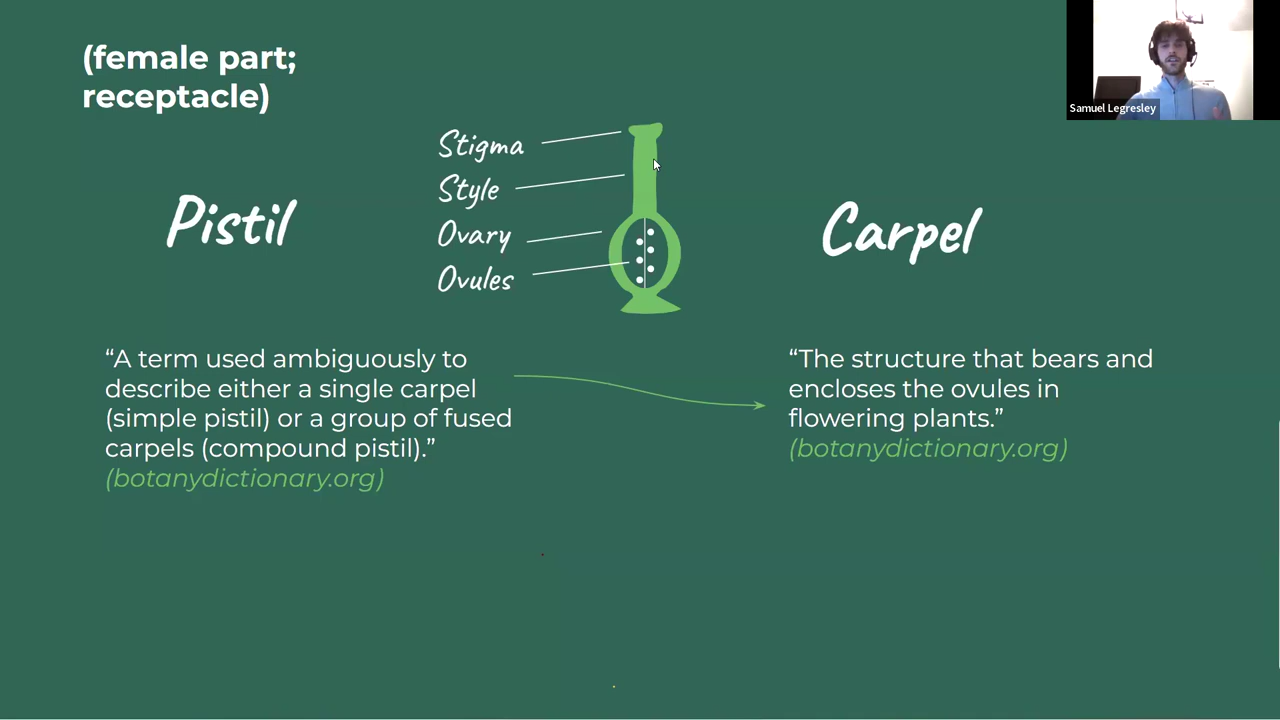 (female part;
receptacle)
Samuel Legresley
Stigma
Style
Ovary
Ovules
Pistil
Carpel
“A term used ambiguously to
describe either a single carpel
(simple pistil) or a group of fused
carpels (compound pistil).”
(botanydictionary.org)
“The structure that bears and
encloses the ovules in
flowering plants.”
(botanydictionary.org)